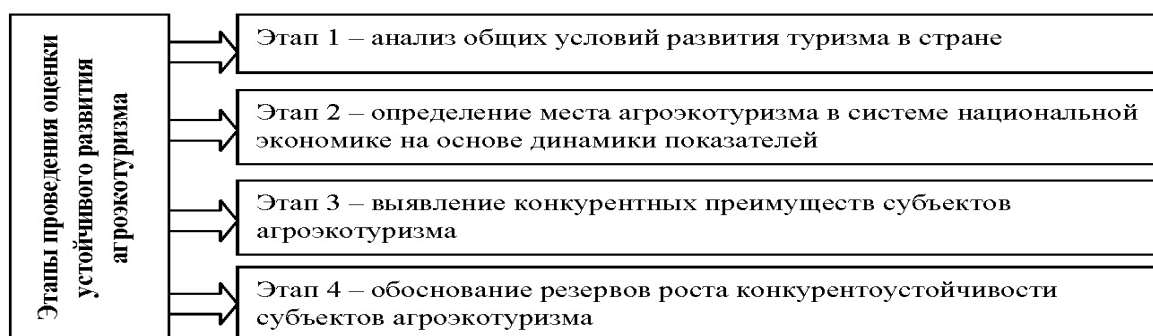 Этапы проведения оценки
устойчивого развития
агроэкотуризма
Этап 1 – анализ общих условий развития туризма в стране
Этап 2 – определение места агроэкотуризма в системе национальной
экономике на основе динамики показателей
Этап 3 – выявление конкурентных преимуществ субъектов
агроэкотуризма
Этап 4 – обоснование резервов роста конкурентоустойчивости
субъектов агроэкотуризма